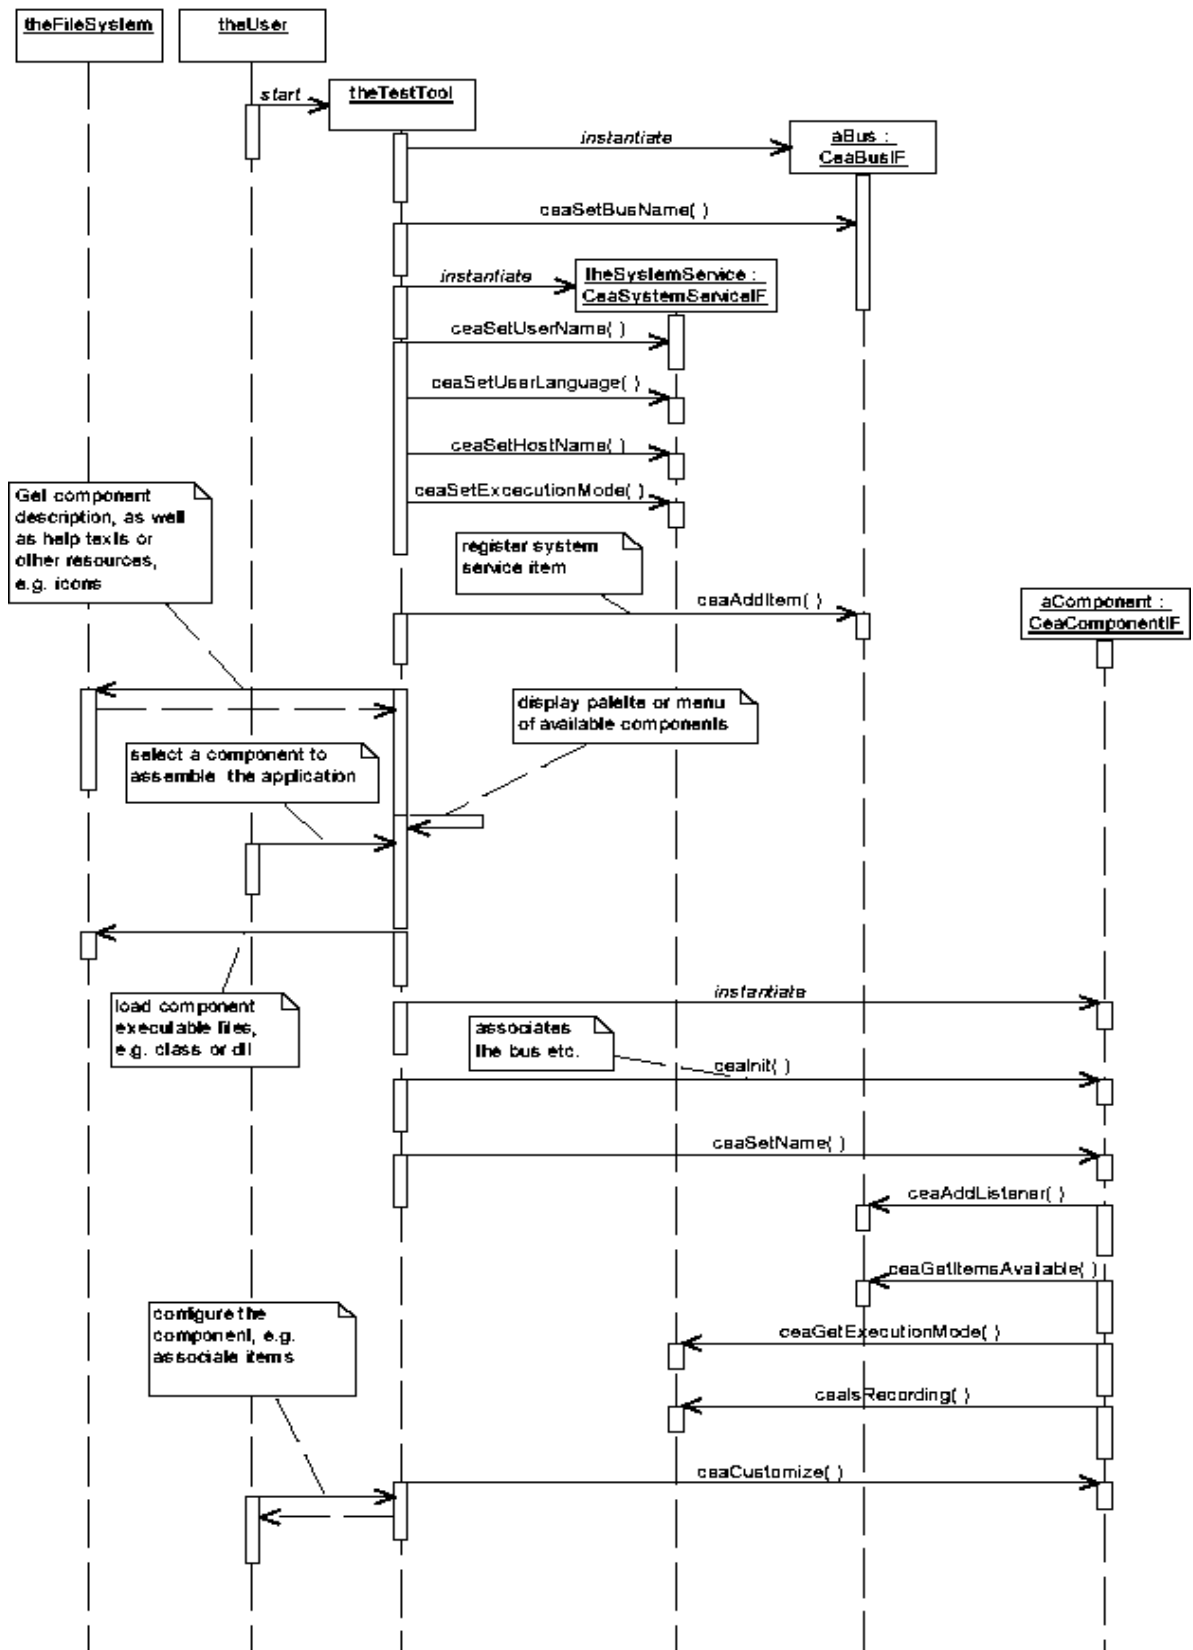 theFileSystem
theUser
start
theTestTool
instantiate
aBus :
CeaBusIF
ceaSetBusName( )
instantiate
theSystemService :
CeaSystemServiceIF
ceaSetUserName( )
ceaSetUserLanguage( )
ceaSetHostName( )
ceaSetExcecutionMode( )
Get component
description, as well
as help texts or
other resources,
e.g. icons
register system
service item
ceaAddItem( )
aComponent :
CeaComponentIF
display palette or menu
of available components
select a component to
assemble the application
load component
executable files,
e.g. class or dll
instantiate
associates
the bus etc.
ceaInit( )
ceaSetName( )
ceaAddListener( )
ceaGetItemsAvailable( )
configure the
component, e.g.
associate items
ceaGetExecutionMode( )
ceaIsRecording( )
ceaCustomize( )